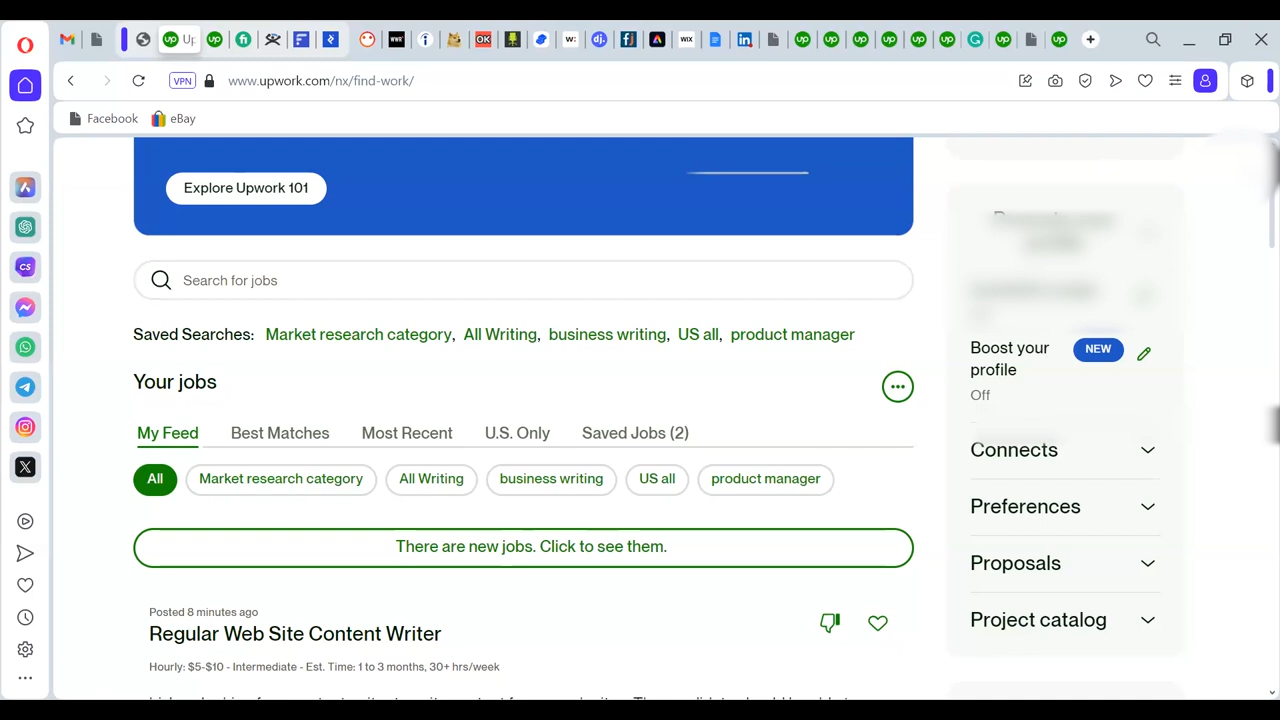 VPN
www.upwork.com/nx/find-work/
Facebook
eBay
Explore Upwork 101
Search for jobs
Saved Searches: Market research category, All Writing, business writing, US all, product manager
Your jobs
My Feed
Best Matches
Most Recent
U.S. Only
Saved Jobs (2)
All
Market research category
All Writing
business writing
US all
product manager
There are new jobs. Click to see them.
Posted 8 minutes ago
Regular Web Site Content Writer
Hourly: $5-$10 - Intermediate - Est. Time: 1 to 3 months, 30+ hrs/week
Boost your
profile
NEW
Off
Connects
Preferences
Proposals
Project catalog